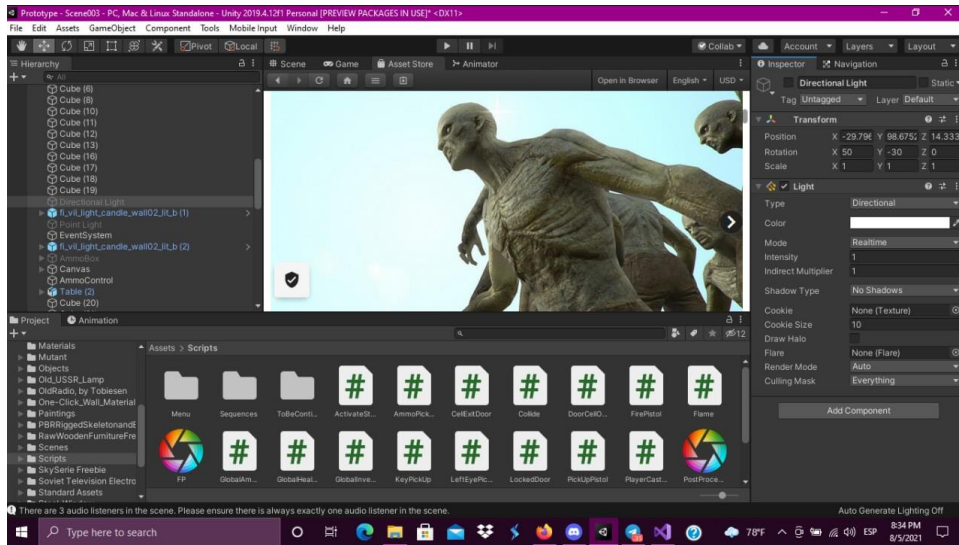 Prototype - Scene003 - PC, Mac & Linux Standalone - Unity 2019.4.12f1 Personal [PREVIEW PACKAGES IN USE]* <DX11>
File Edit Assets GameObject Component Tools Mobile Input Window Help
Pivot Local Collab Account Layers Layout
Hierarchy
All
Cube (6)
Cube (8)
Cube (10)
Cube (11)
Cube (12)
Cube (13)
Cube (16)
Cube (17)
Cube (18)
Cube (19)
Directional Light
fi_vil_light_candle_wall02_lit_b (1)
Point Light
EventSystem
fi_vil_light_candle_wall02_lit_b (2)
AmmoBox
Canvas
AmmoControl
Table (2)
Cube (20)
Scene Game Asset Store Animator
Open in Browser English USD
Inspector Navigation
Directional Light Static
Tag Untagged Layer Default
Transform
Position X -29.796 Y 98.6752 Z 14.333
Rotation X 50 Y -30 Z 0
Scale X 1 Y 1 Z 1
Light
Type Directional
Color
Mode Realtime
Intensity 1
Indirect Multiplier 1
Shadow Type No Shadows
Cookie None (Texture)
Cookie Size 10
Draw Halo
Flare None (Flare)
Render Mode Auto
Culling Mask Everything
Add Component
Project Animation
12
Materials
Mutant
Objects
Old_USSR_Lamp
OldRadio, by Tobiesen
One-Click_Wall_Material
Paintings
PBRRiggedSkeletonandE
RawWoodenFurnitureFre
Scenes
Scripts
SkySerie Freebie
Soviet Television Electro
Standard Assets
Assets > Scripts
Menu Sequences ToBeConti... ActivateSt... AmmoPick... CellExitDoor Collide DoorCellO... FirePistol Flame
FP GlobalAm... GlobalHeal... GlobalInve... KeyPickUp LeftEyePic... LockedDoor PickUpPistol PlayerCast... PostProce...
There are 3 audio listeners in the scene. Please ensure there is always exactly one audio listener in the scene.
Auto Generate Lighting Off
Type here to search
78°F ESP 8:34 PM
8/5/2021